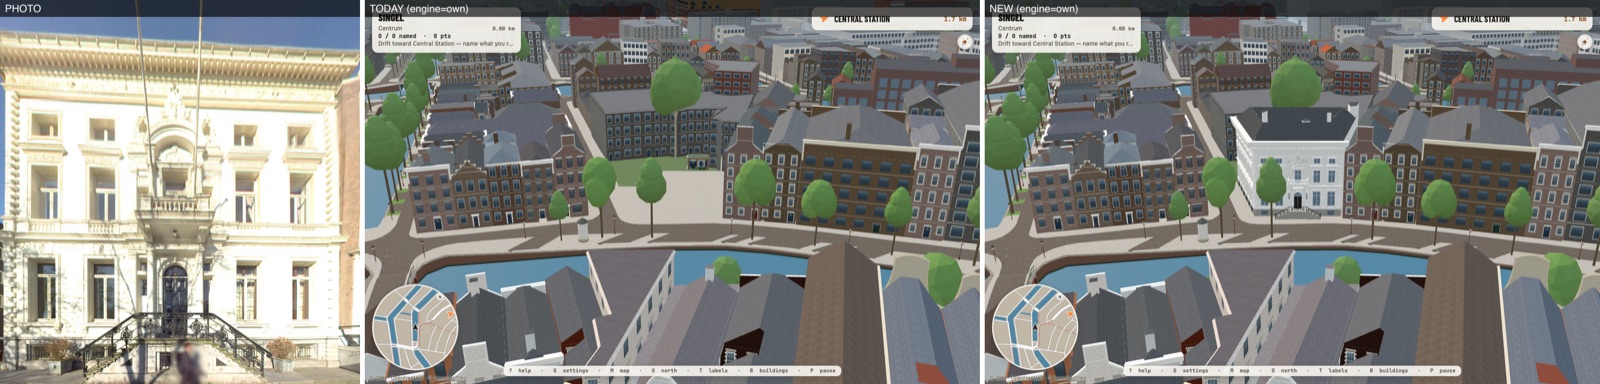 PHOTO
TODAY (engine=own)
SINGEL
Centrum 0.00 km
0 / 0 named · 0 pts
Drift toward Central Station — name what you r…
CENTRAL STATION 1.7 km
? help · G settings · M map · O north · T labels · B buildings · P pause
NEW (engine=own)
SINGEL
Centrum 0.00 km
0 / 0 named · 0 pts
Drift toward Central Station — name what you r…
CENTRAL STATION 1.7 km
? help · G settings · M map · O north · T labels · B buildings · P pause